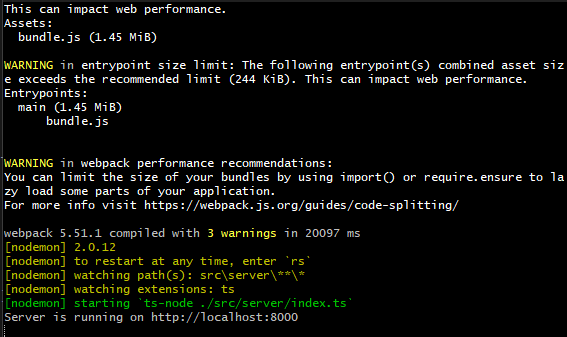 This can impact web performance.
Assets:
  bundle.js (1.45 MiB)

WARNING in entrypoint size limit: The following entrypoint(s) combined asset siz
e exceeds the recommended limit (244 KiB). This can impact web performance.
Entrypoints:
  main (1.45 MiB)
      bundle.js


WARNING in webpack performance recommendations:
You can limit the size of your bundles by using import() or require.ensure to la
zy load some parts of your application.
For more info visit https://webpack.js.org/guides/code-splitting/

webpack 5.51.1 compiled with 3 warnings in 20097 ms
[nodemon] 2.0.12
[nodemon] to restart at any time, enter `rs`
[nodemon] watching path(s): src\server\**\*
[nodemon] watching extensions: ts
[nodemon] starting `ts-node ./src/server/index.ts`
Server is running on http://localhost:8000